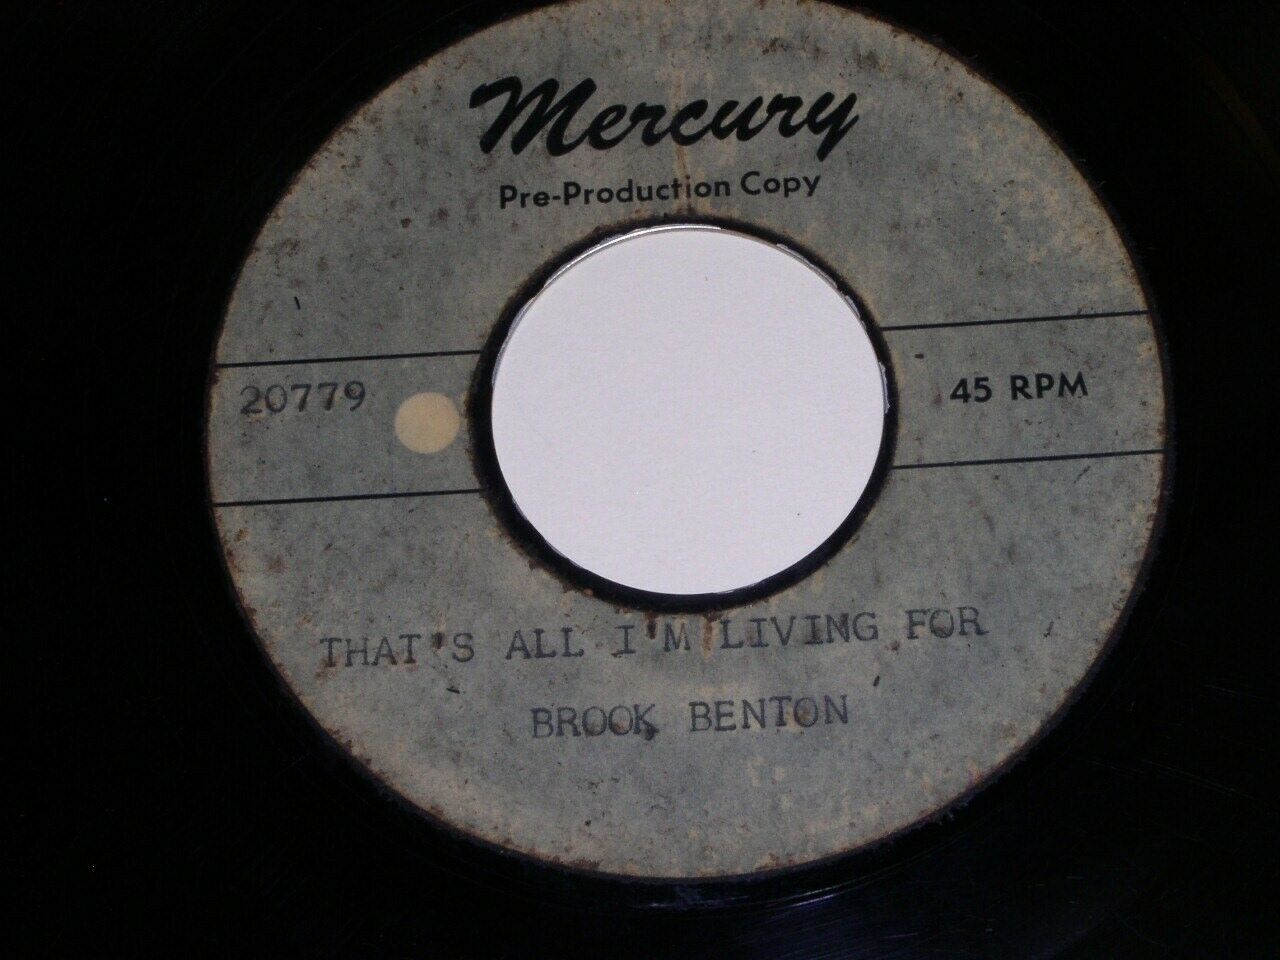 Mercury
Pre-Production Copy
20779
45 RPM
THAT'S ALL I'M LIVING FOR
BROOK BENTON